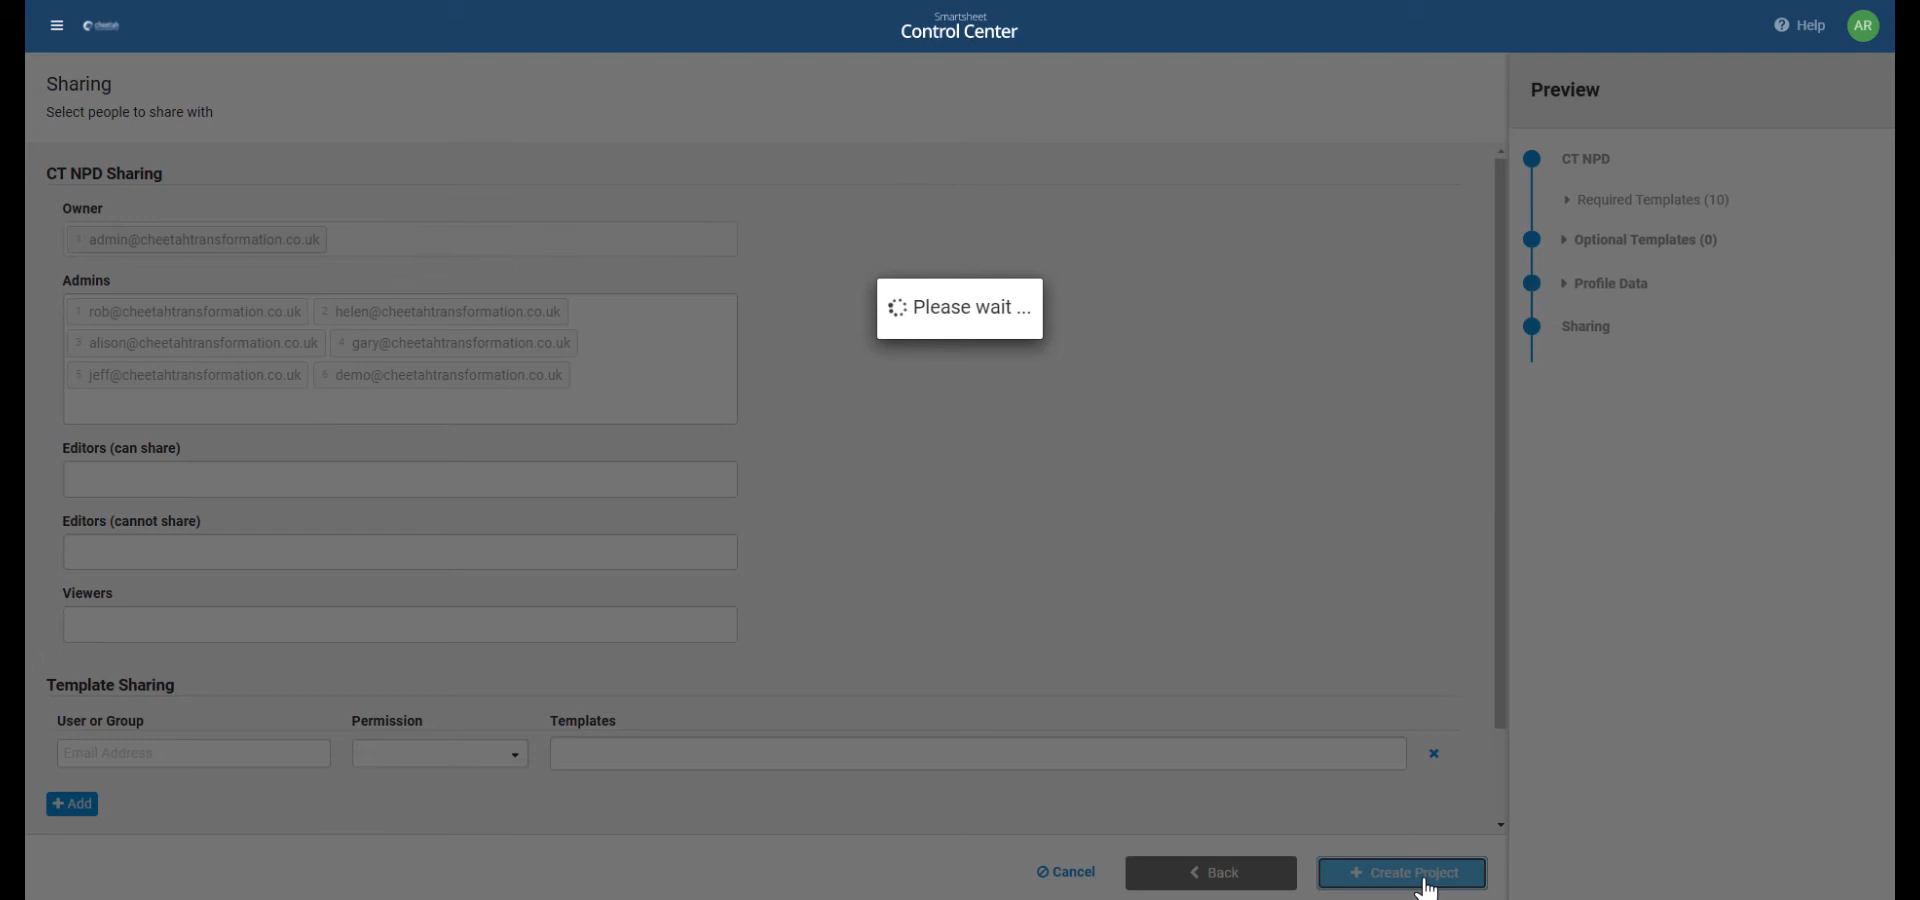 cheetah
Smartsheet
Control Center
Help
AR
Sharing
Select people to share with
CT NPD Sharing
Owner
1 admin@cheetahtransformation.co.uk
Admins
1 rob@cheetahtransformation.co.uk 2 helen@cheetahtransformation.co.uk
3 alison@cheetahtransformation.co.uk 4 gary@cheetahtransformation.co.uk
5 jeff@cheetahtransformation.co.uk 6 demo@cheetahtransformation.co.uk
Editors (can share)
Editors (cannot share)
Viewers
Template Sharing
User or Group Permission Templates
Email Address
Add
Please wait ...
Cancel
Back
Create Project
Preview
CT NPD
Required Templates (10)
Optional Templates (0)
Profile Data
Sharing